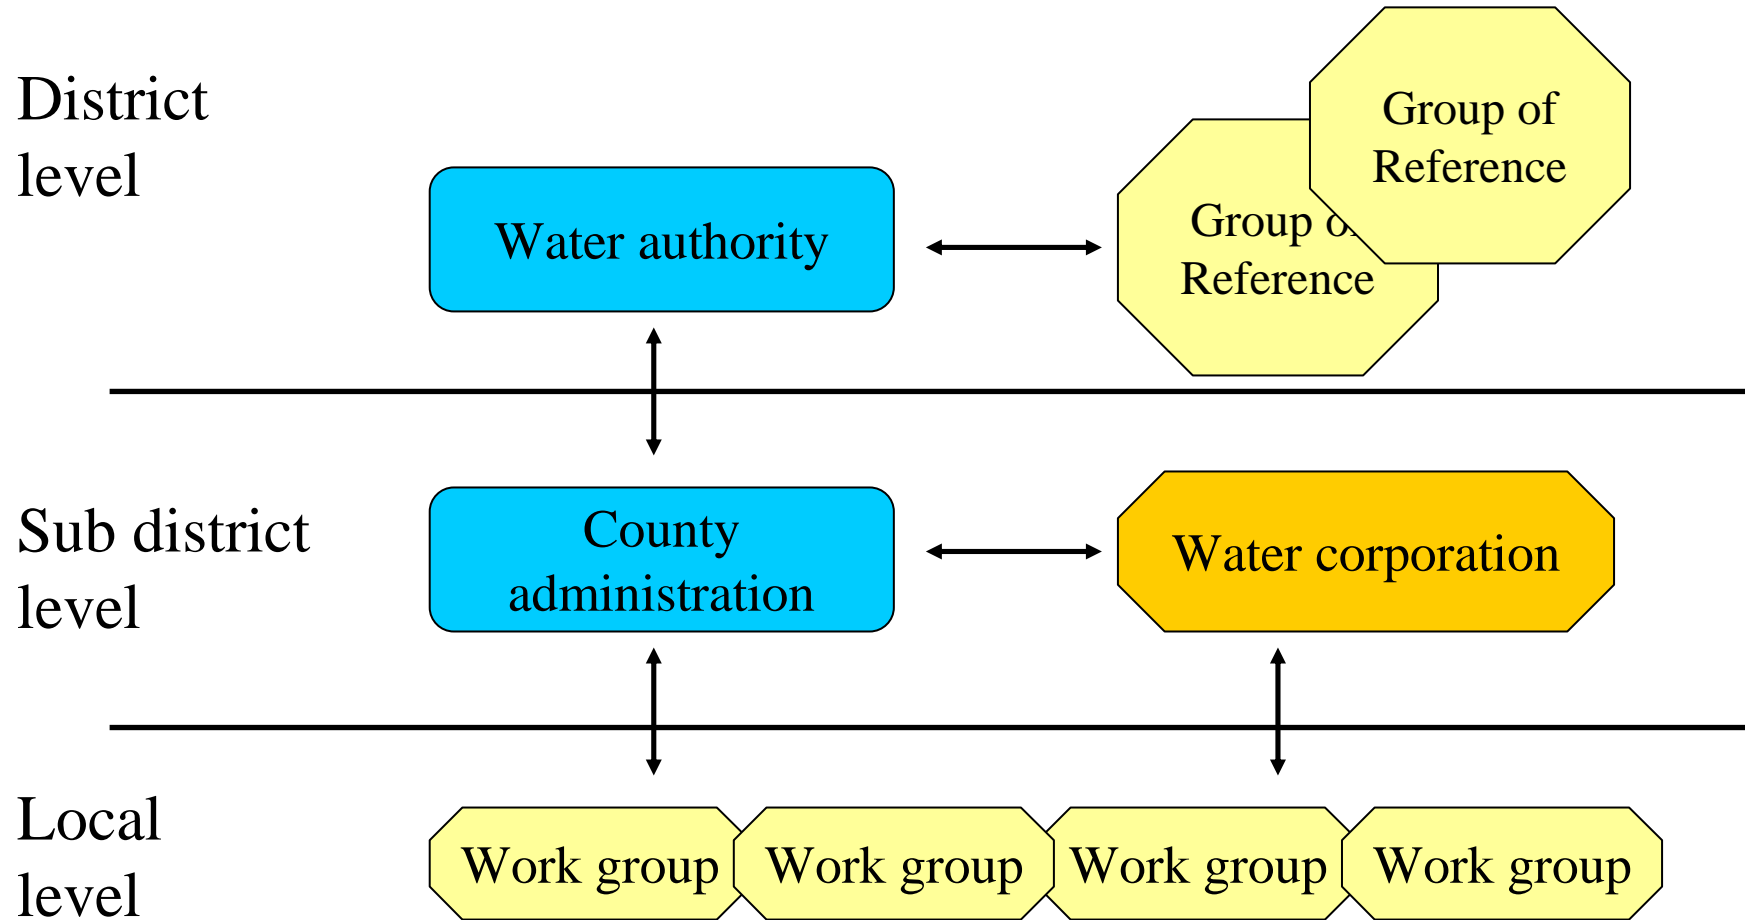 District
level
Group of
Reference
Group of
Reference
Water authority
Sub district
level
County
administration
Water corporation
Local
level
Work group
Work group
Work group
Work group